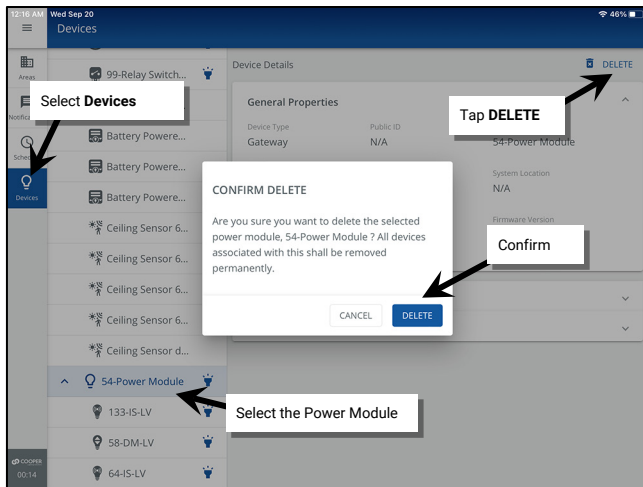 12:16 AM Wed Sep 20
46%
Devices
Areas
99-Relay Switch...
Device Details
DELETE
Select Devices
General Properties
Tap DELETE
Device Type
Public ID
Battery Powere...
Gateway
N/A
54-Power Module
Battery Powere...
System Location
N/A
Devices
Battery Powere...
CONFIRM DELETE
Are you sure you want to delete the selected
power module, 54-Power Module ? All devices
associated with this shall be removed
permanently.
Firmware Version
Ceiling Sensor 6...
Confirm
Ceiling Sensor 6...
Ceiling Sensor 6...
CANCEL
DELETE
Ceiling Sensor 6...
Ceiling Sensor d...
54-Power Module
Select the Power Module
133-IS-LV
58-DM-LV
COOPER
00:14
64-IS-LV